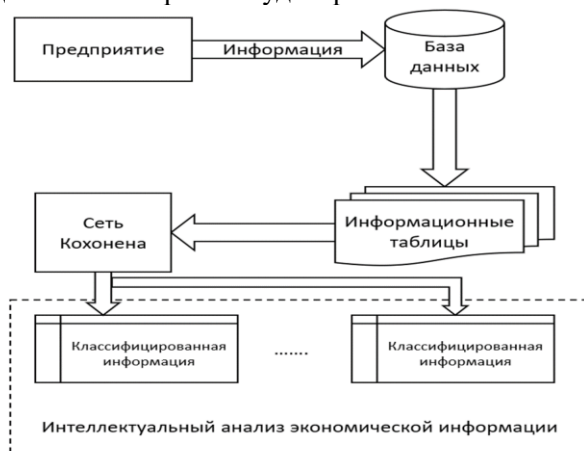 Предприятие
Информация
База
данных
Сеть
Кохонена
Информационные
таблицы
Классифицированная
информация
.......
Классифицированная
информация
Интеллектуальный анализ экономической информации